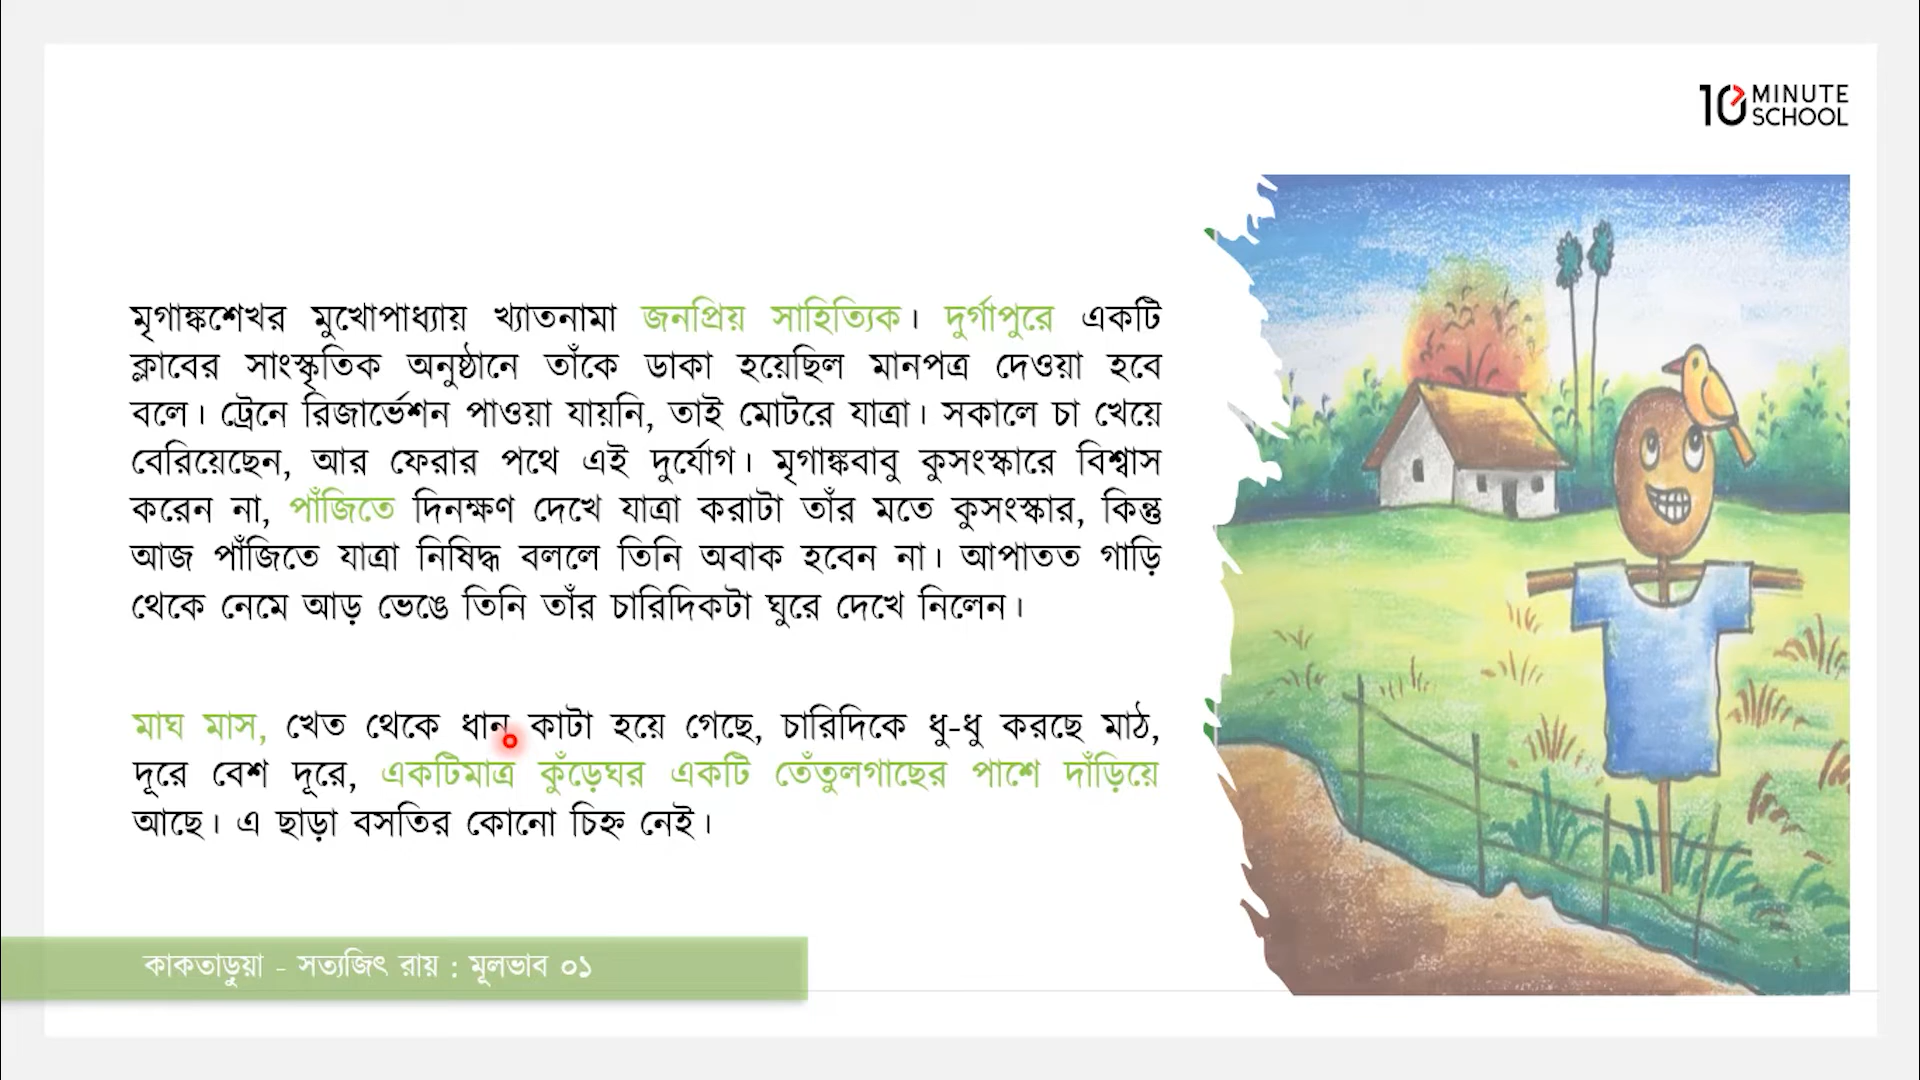 10 MINUTE
SCHOOL
মৃগাঙ্কশেখর মুখোপাধ্যায় খ্যাতনামা জনপ্রিয় সাহিত্যিক। দুর্গাপুরে একটি
ক্লাবের সাংস্কৃতিক অনুষ্ঠানে তাঁকে ডাকা হয়েছিল মানপত্র দেওয়া হবে
বলে। ট্রেনে রিজার্ভেশন পাওয়া যায়নি, তাই মোটরে যাত্রা। সকালে চা খেয়ে
বেরিয়েছেন, আর ফেরার পথে এই দুর্যোগ। মৃগাঙ্কবাবু কুসংস্কারে বিশ্বাস
করেন না, পাঁজিতে দিনক্ষণ দেখে যাত্রা করাটা তাঁর মতে কুসংস্কার, কিন্তু
আজ পাঁজিতে যাত্রা নিষিদ্ধ বললে তিনি অবাক হবেন না। আপাতত গাড়ি
থেকে নেমে আড় ভেঙে তিনি তাঁর চারিদিকটা ঘুরে দেখে নিলেন।
মাঘ মাস, খেত থেকে ধান কাটা হয়ে গেছে, চারিদিকে ধু-ধু করছে মাঠ,
দূরে বেশ দূরে, একটিমাত্র কুঁড়েঘর একটি তেঁতুলগাছের পাশে দাঁড়িয়ে
আছে। এ ছাড়া বসতির কোনো চিহ্ন নেই।
কাকতাড়ুয়া - সত্যজিৎ রায় : মূলভাব ০১